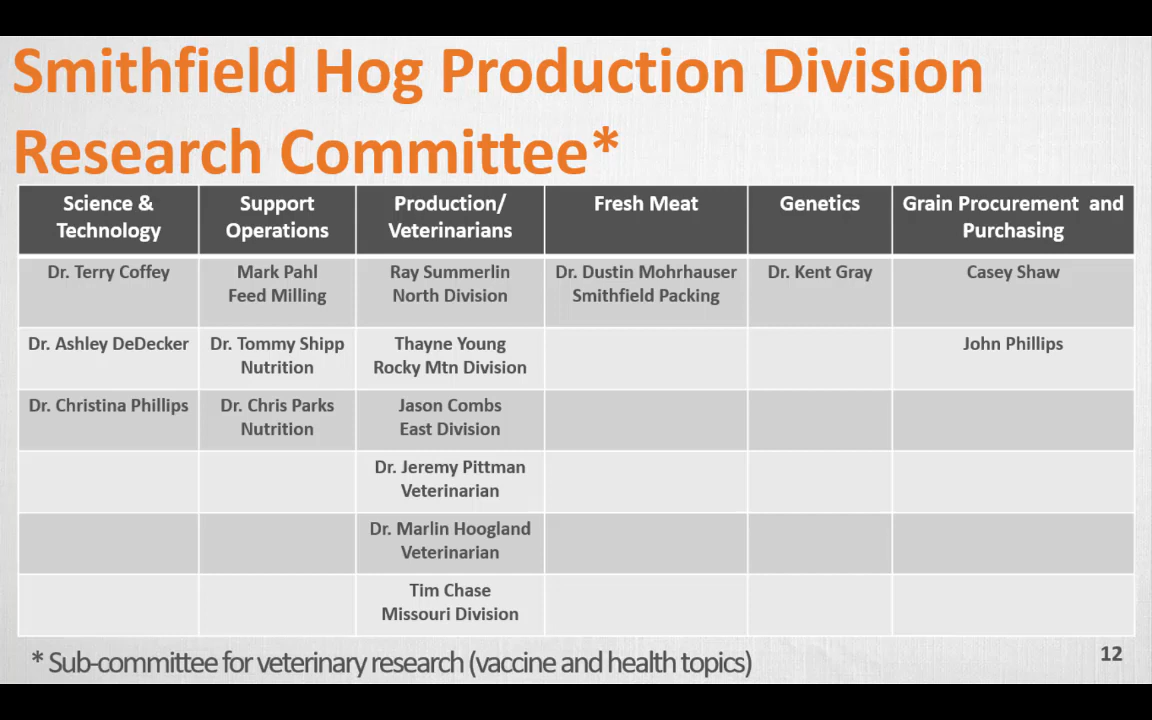 Smithfield Hog Production Division
Research Committee*
Science &
Technology
Support
Operations
Production/
Veterinarians
Fresh Meat
Genetics
Grain Procurement and
Purchasing
Dr. Terry Coffey
Mark Pahl
Feed Milling
Ray Summerlin
North Division
Dr. Dustin Mohrhauser
Smithfield Packing
Dr. Kent Gray
Casey Shaw
Dr. Ashley DeDecker
Dr. Tommy Shipp
Nutrition
Thayne Young
Rocky Mtn Division
John Phillips
Dr. Christina Phillips
Dr. Chris Parks
Nutrition
Jason Combs
East Division
Dr. Jeremy Pittman
Veterinarian
Dr. Marlin Hoogland
Veterinarian
Tim Chase
Missouri Division
* Sub-committee for veterinary research (vaccine and health topics)
12